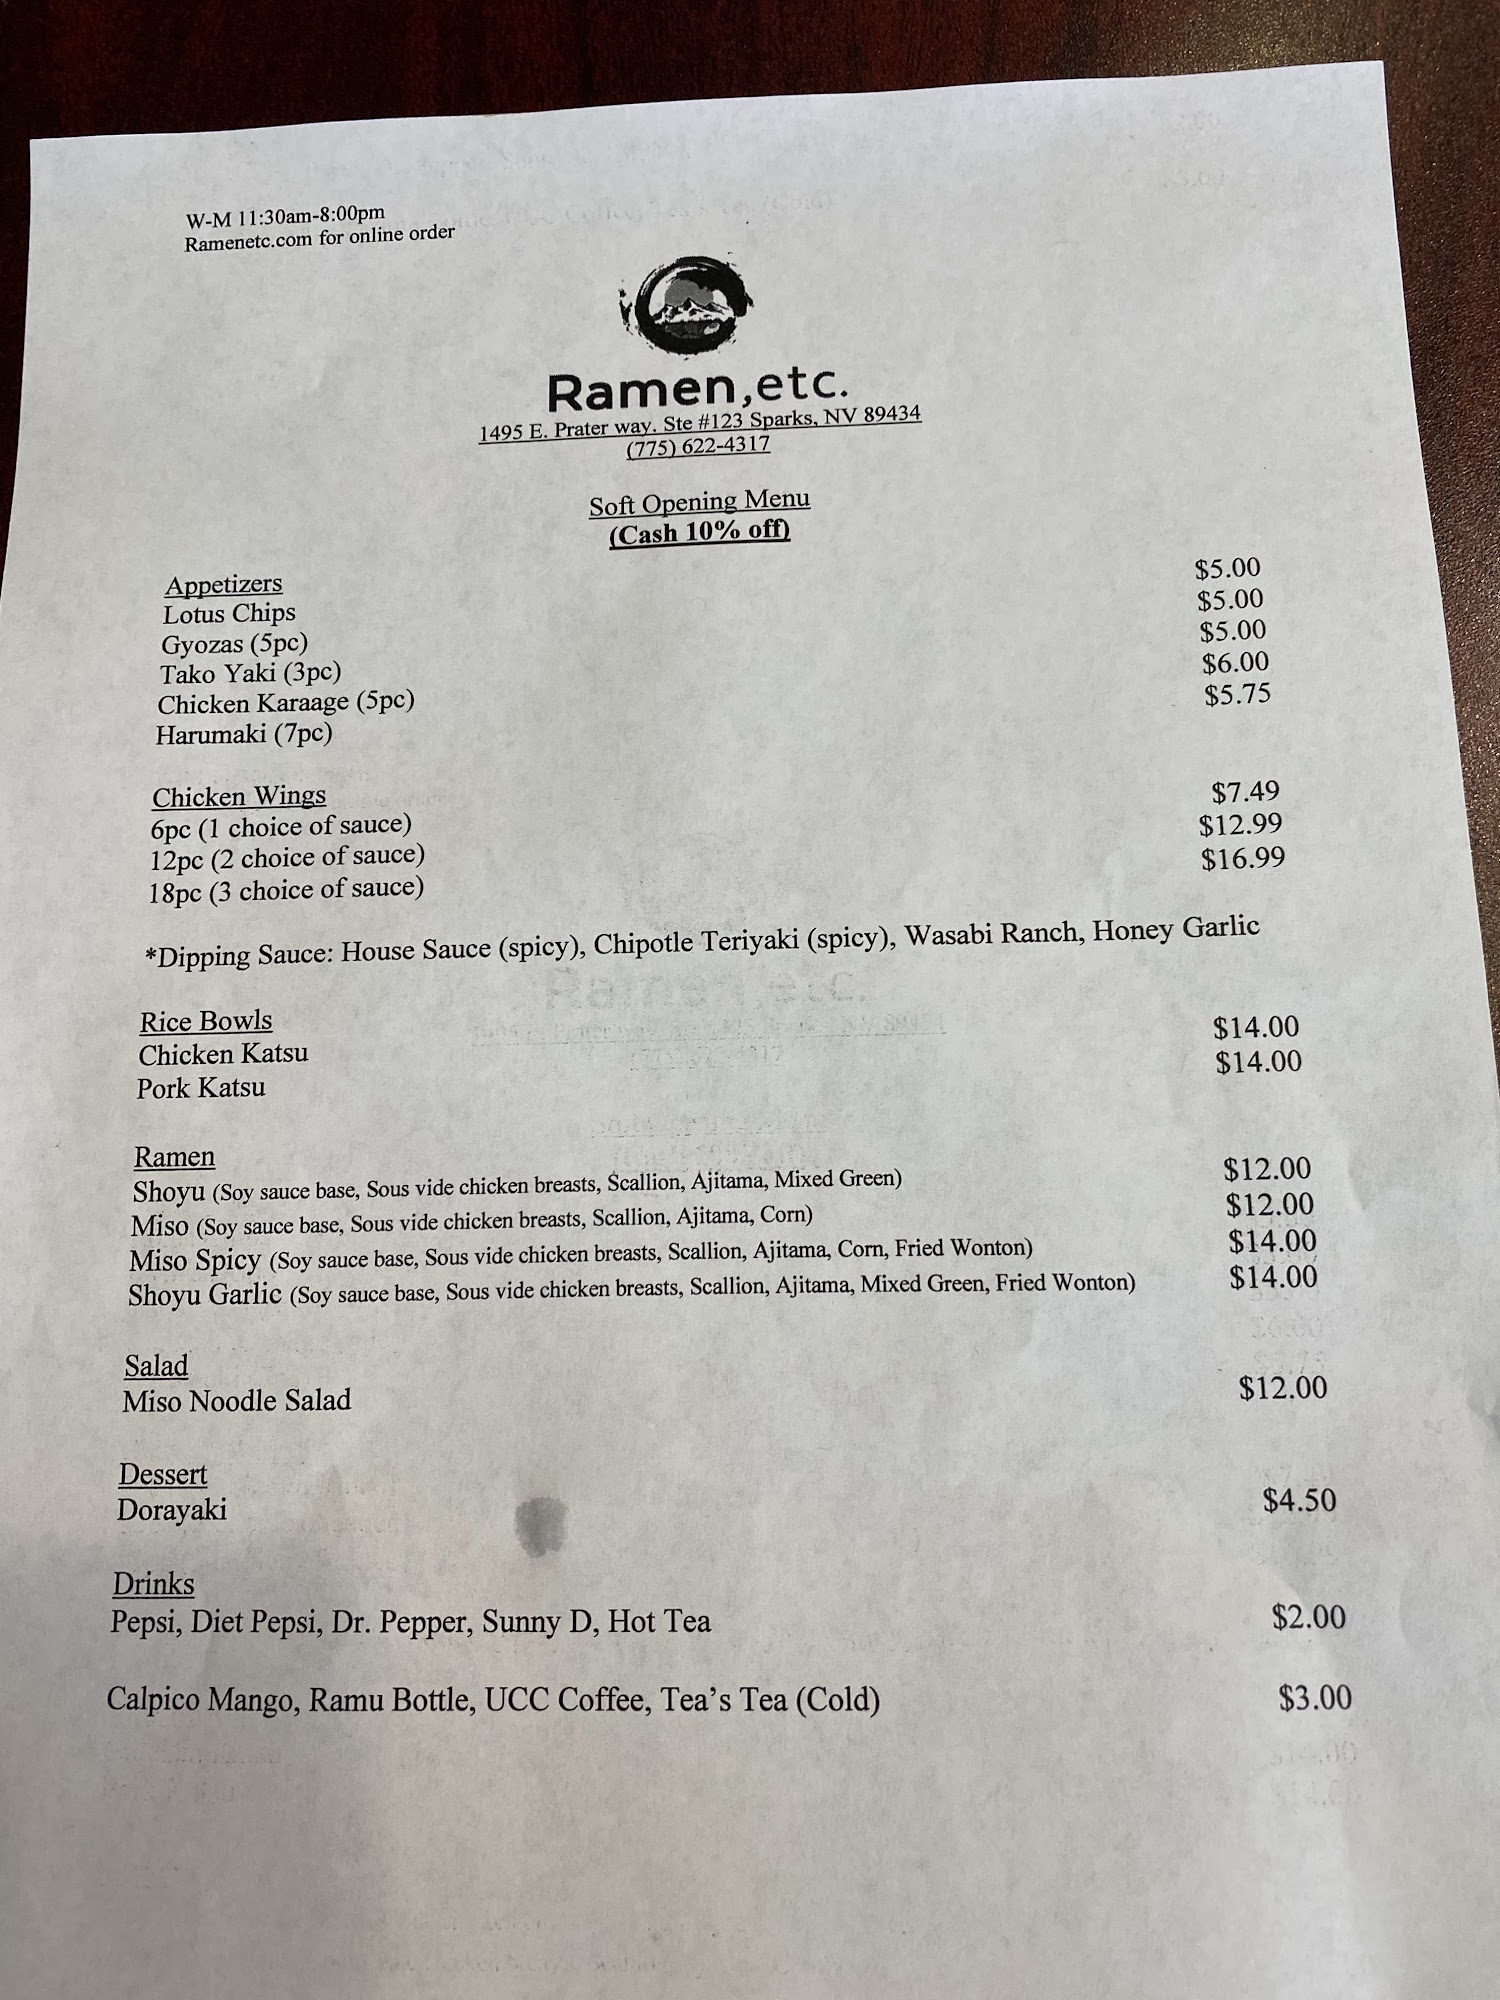 W-M 11:30am-8:00pm
Ramenetc.com for online order
Ramen,etc.
1495 E. Prater way. Ste #123 Sparks, NV 89434
(775) 622-4317
Soft Opening Menu
(Cash 10% off)
Appetizers
Lotus Chips $5.00
Gyozas (5pc) $5.00
Tako Yaki (3pc) $5.00
Chicken Karaage (5pc) $6.00
Harumaki (7pc) $5.75
Chicken Wings
6pc (1 choice of sauce) $7.49
12pc (2 choice of sauce) $12.99
18pc (3 choice of sauce) $16.99
*Dipping Sauce: House Sauce (spicy), Chipotle Teriyaki (spicy), Wasabi Ranch, Honey Garlic
Rice Bowls
Chicken Katsu $14.00
Pork Katsu $14.00
Ramen
Shoyu (Soy sauce base, Sous vide chicken breasts, Scallion, Ajitama, Mixed Green) $12.00
Miso (Soy sauce base, Sous vide chicken breasts, Scallion, Ajitama, Corn) $12.00
Miso Spicy (Soy sauce base, Sous vide chicken breasts, Scallion, Ajitama, Corn, Fried Wonton) $14.00
Shoyu Garlic (Soy sauce base, Sous vide chicken breasts, Scallion, Ajitama, Mixed Green, Fried Wonton) $14.00
Salad
Miso Noodle Salad $12.00
Dessert
Dorayaki $4.50
Drinks
Pepsi, Diet Pepsi, Dr. Pepper, Sunny D, Hot Tea $2.00
Calpico Mango, Ramu Bottle, UCC Coffee, Tea's Tea (Cold) $3.00